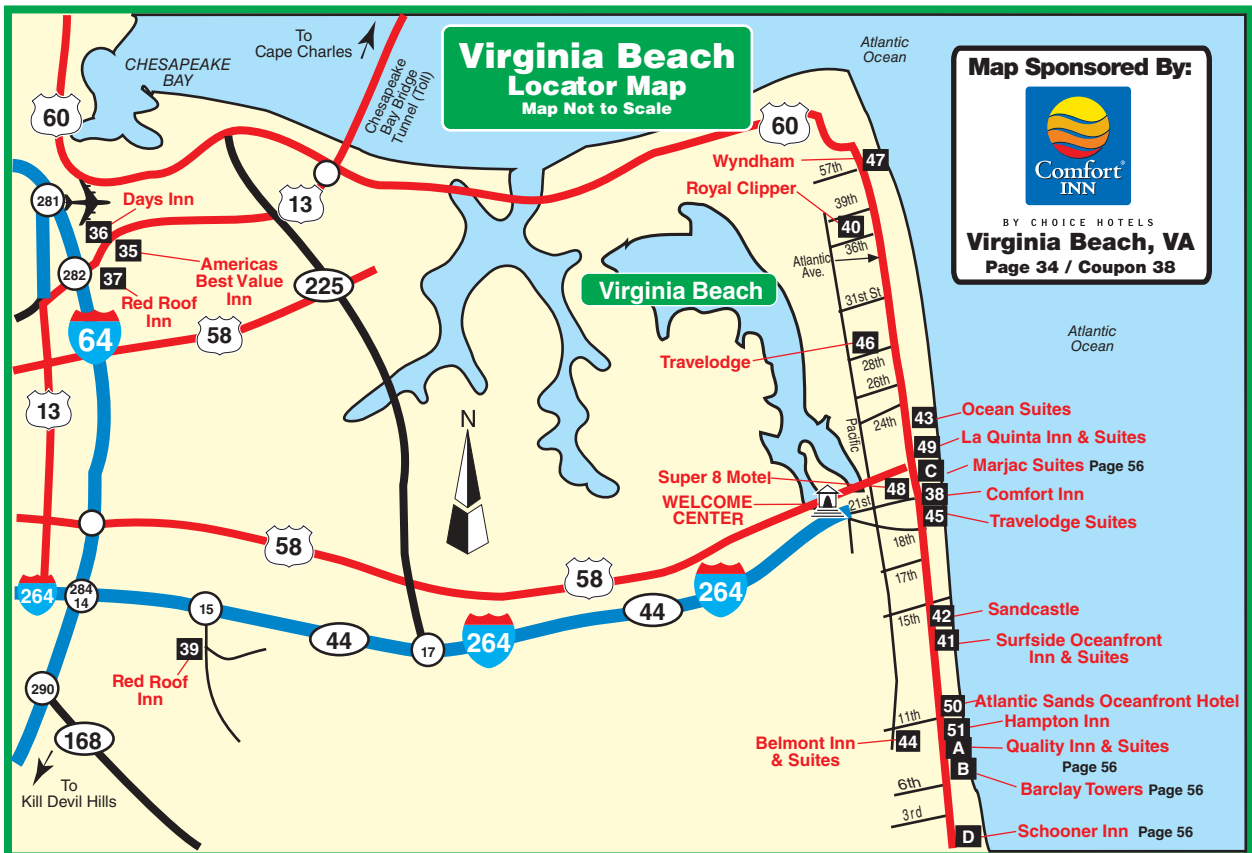 To
Cape Charles
CHESAPEAKE
BAY
60
Chesapeake
Bay Bridge
Tunnel (Toll)
Virginia Beach
Locator Map
Map Not to Scale
Atlantic
Ocean
Map Sponsored By:
Comfort®
INN
BY CHOICE HOTELS
Virginia Beach, VA
Page 34 / Coupon 38
60
Wyndham
47
57th
Royal Clipper
39th
40
36th
Atlantic
Ave.
31st St
281
Days Inn
36
35
13
282
37
Americas
Best Value
Inn
Red Roof
Inn
225
64
58
13
Virginia Beach
Atlantic
Ocean
Travelodge
46
28th
26th
24th
Pacific
N
43
Ocean Suites
49
La Quinta Inn & Suites
C
Marjac Suites Page 56
Super 8 Motel
48
38
Comfort Inn
WELCOME
CENTER
21st
45
Travelodge Suites
58
58
18th
17th
15th
264
284
14
15
44
17
264
44
264
42
Sandcastle
41
Surfside Oceanfront
Inn & Suites
39
Red Roof
Inn
290
168
To
Kill Devil Hills
50
Atlantic Sands Oceanfront Hotel
11th
51
Hampton Inn
Belmont Inn
& Suites
44
A
Quality Inn & Suites
Page 56
B
Barclay Towers Page 56
6th
3rd
D
Schooner Inn Page 56